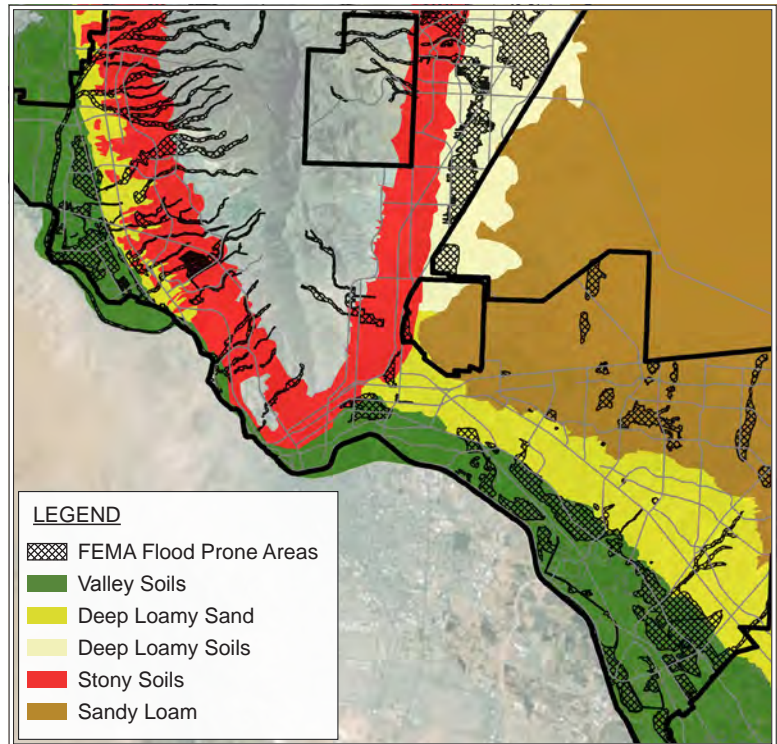 LEGEND
FEMA Flood Prone Areas
Valley Soils
Deep Loamy Sand
Deep Loamy Soils
Stony Soils
Sandy Loam